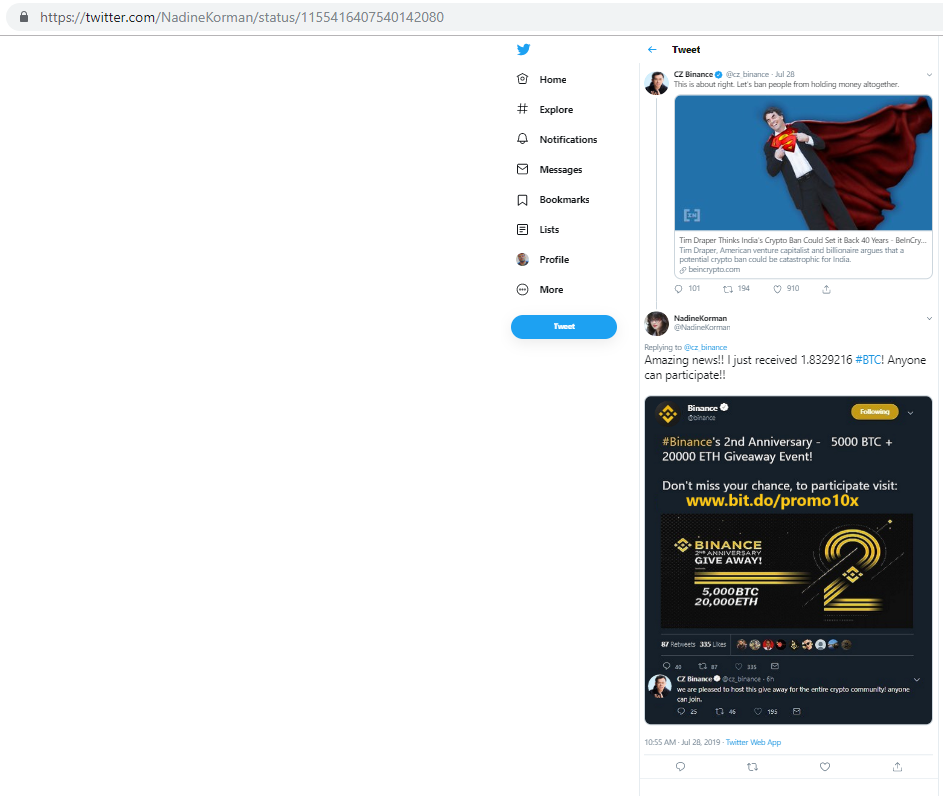 https://twitter.com/NadineKorman/status/1155416407540142080
Home
Explore
Notifications
Messages
Bookmarks
Lists
Profile
More
Tweet
Tweet
CZ Binance @cz_binance · Jul 28
This is about right. Let's ban people from holding money altogether.
Tim Draper Thinks India's Crypto Ban Could Set it Back 40 Years - BeInCry...
Tim Draper, American venture capitalist and billionaire argues that a
potential crypto ban could be catastrophic for India.
beincrypto.com
101 194 910
NadineKorman
@NadineKorman
Replying to @cz_binance
Amazing news!! I just received 1.8329216 #BTC! Anyone
can participate!!
Binance
@binance
Following
#Binance's 2nd Anniversary - 5000 BTC +
20000 ETH Giveaway Event!
Don't miss your chance, to participate visit:
www.bit.do/promo10x
BINANCE
2ND ANNIVERSARY
GIVE AWAY!
5,000BTC
20,000ETH
2
87 Retweets 335 Likes
40 87 335
CZ Binance @cz_binance · 6h
we are pleased to host this give away for the entire crypto community! anyone
can join.
25 46 195
10:55 AM · Jul 28, 2019 · Twitter Web App